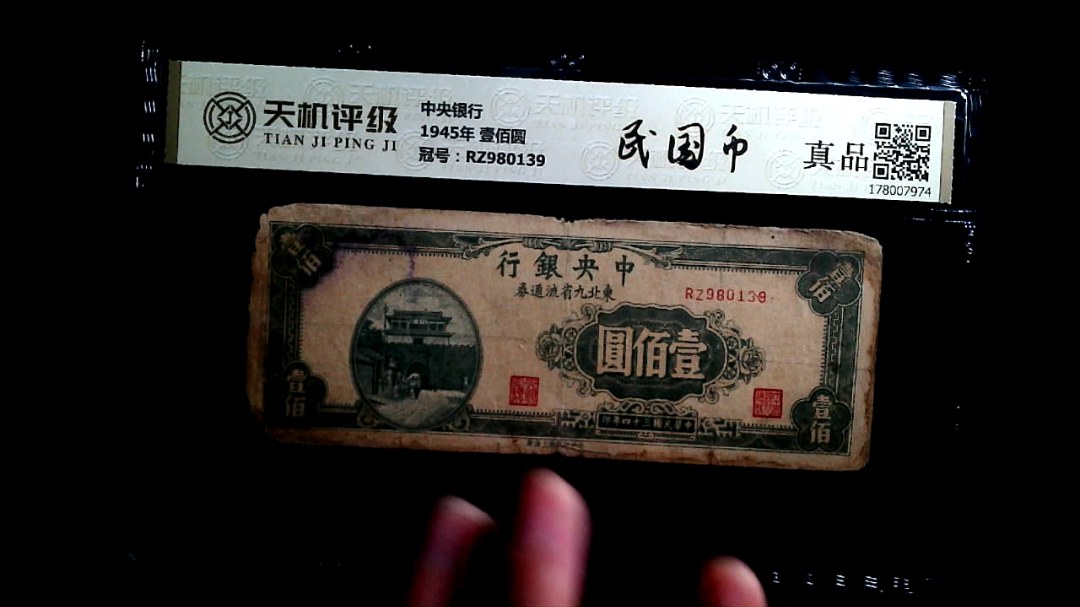 天机评级
TIAN JI PING JI
中央银行
1945年 壹佰圆
冠号：RZ980139
民国币
真品
178007974
壹佰
行銀央中
券通流省九北東
RZ980139
壹佰
圓佰壹
壹佰
壹佰
印年四十三國民華中